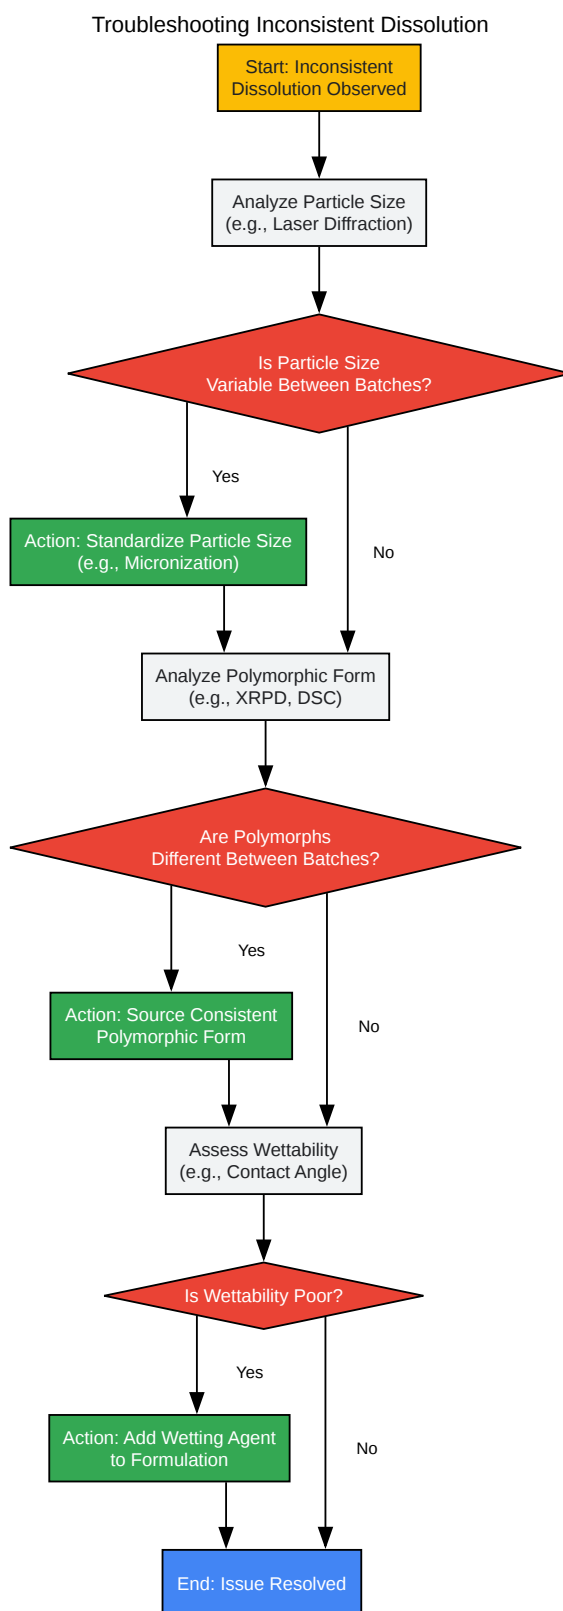 Troubleshooting Inconsistent Dissolution
Start: Inconsistent
Dissolution Observed
Analyze Particle Size
(e.g., Laser Diffraction)
Is Particle Size
Variable Between Batches?
Yes
Action: Standardize Particle Size
(e.g., Micronization)
No
Analyze Polymorphic Form
(e.g., XRPD, DSC)
Are Polymorphs
Different Between Batches?
Yes
Action: Source Consistent
Polymorphic Form
No
Assess Wettability
(e.g., Contact Angle)
Is Wettability Poor?
Yes
Action: Add Wetting Agent
to Formulation
No
End: Issue Resolved